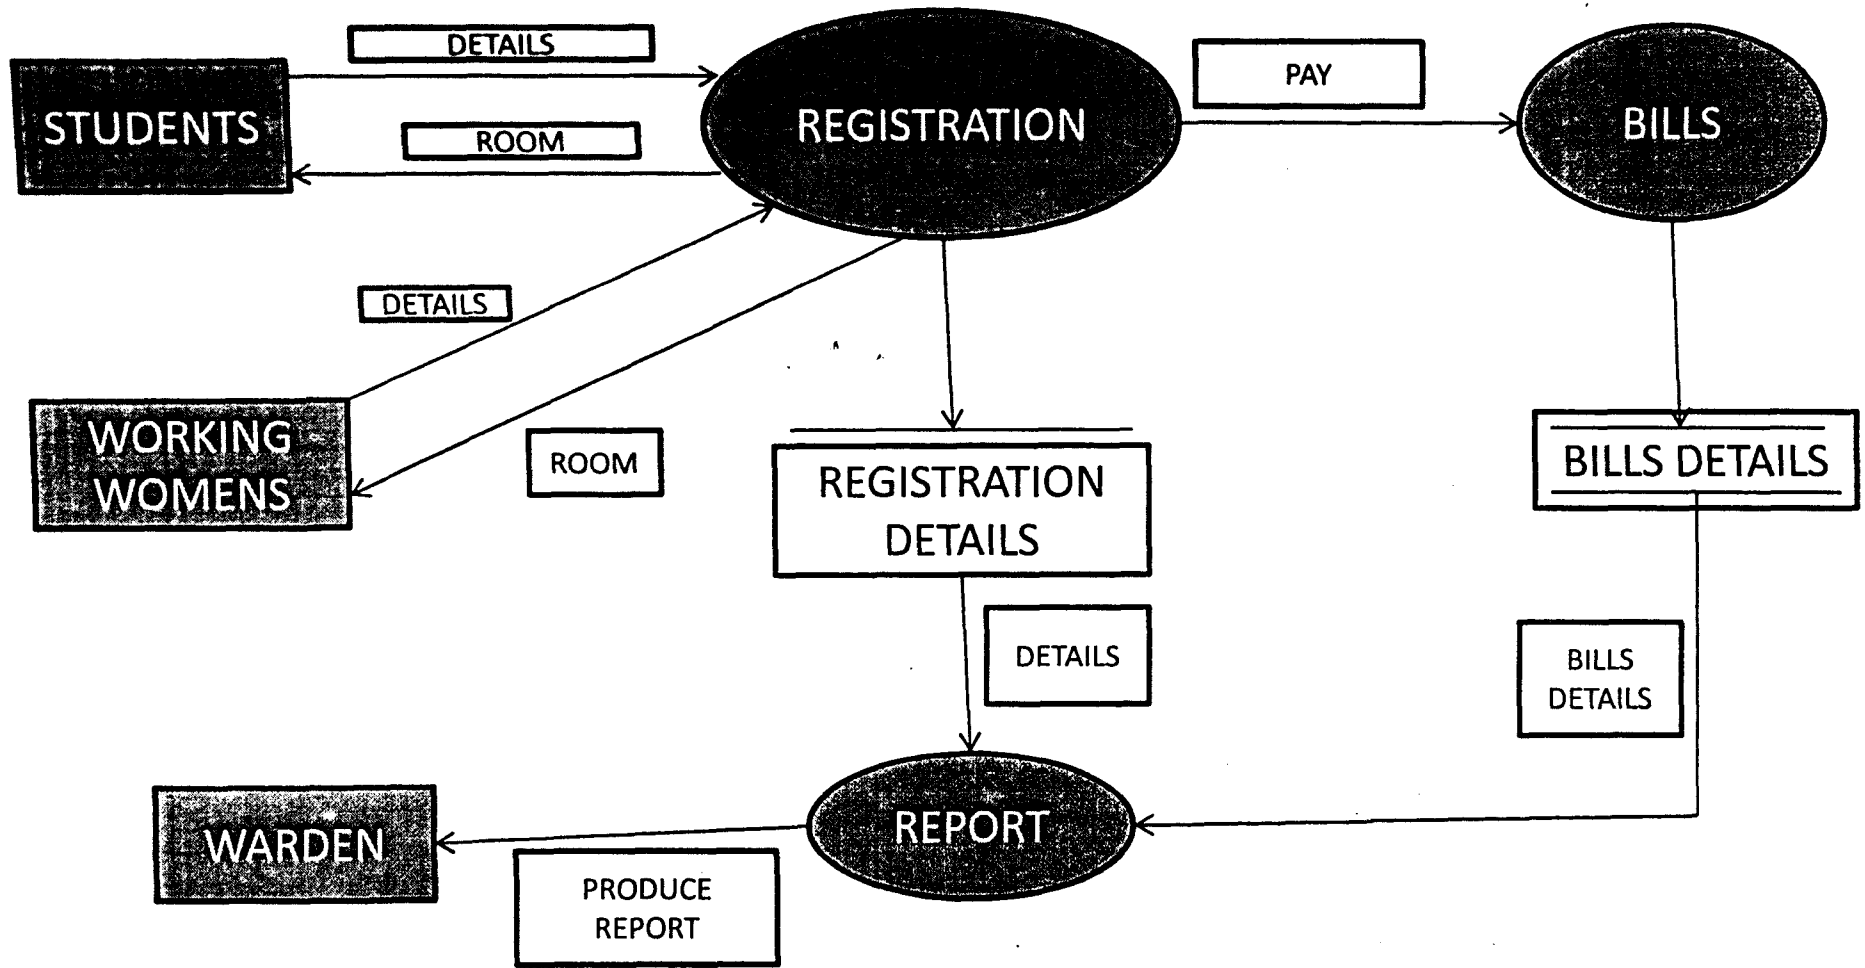 DETAILS
PAY
STUDENTS
REGISTRATION
BILLS
ROOM
DETAILS
WORKING
WOMENS
ROOM
REGISTRATION
DETAILS
BILLS DETAILS
DETAILS
BILLS
DETAILS
WARDEN
REPORT
PRODUCE
REPORT